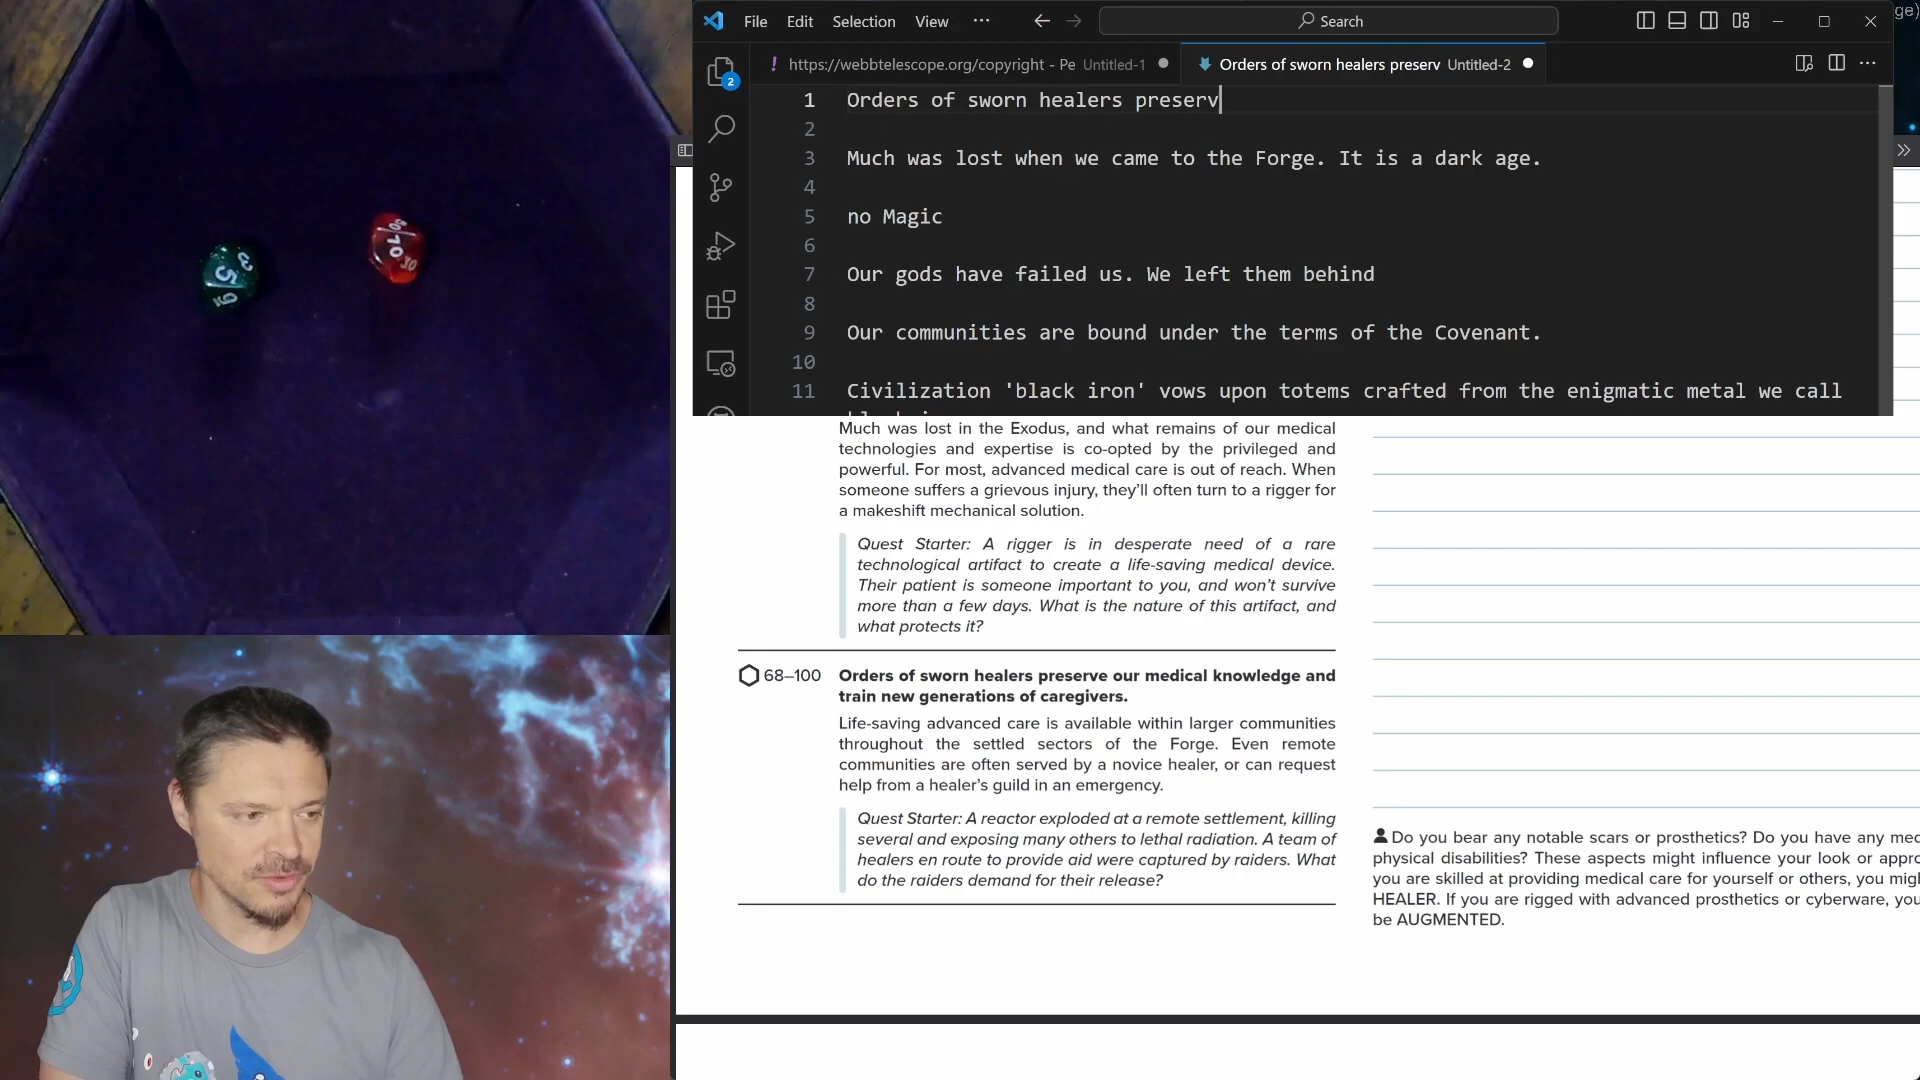 File Edit Selection View ··· Search
ge)
! https://webbtelescope.org/copyright - Pe Untitled-1
Orders of sworn healers preserv Untitled-2
2
1 Orders of sworn healers preserv
2
3 Much was lost when we came to the Forge. It is a dark age.
4
5 no Magic
6
7 Our gods have failed us. We left them behind
8
9 Our communities are bound under the terms of the Covenant.
10
11 Civilization 'black iron' vows upon totems crafted from the enigmatic metal we call
Much was lost in the Exodus, and what remains of our medical
technologies and expertise is co-opted by the privileged and
powerful. For most, advanced medical care is out of reach. When
someone suffers a grievous injury, they'll often turn to a rigger for
a makeshift mechanical solution.
Quest Starter: A rigger is in desperate need of a rare
technological artifact to create a life-saving medical device.
Their patient is someone important to you, and won't survive
more than a few days. What is the nature of this artifact, and
what protects it?
68–100 Orders of sworn healers preserve our medical knowledge and
train new generations of caregivers.
Life-saving advanced care is available within larger communities
throughout the settled sectors of the Forge. Even remote
communities are often served by a novice healer, or can request
help from a healer's guild in an emergency.
Quest Starter: A reactor exploded at a remote settlement, killing
several and exposing many others to lethal radiation. A team of
healers en route to provide aid were captured by raiders. What
do the raiders demand for their release?
Do you bear any notable scars or prosthetics? Do you have any med
physical disabilities? These aspects might influence your look or appro
you are skilled at providing medical care for yourself or others, you migh
HEALER. If you are rigged with advanced prosthetics or cyberware, you
be AUGMENTED.
3
5
9
10
30